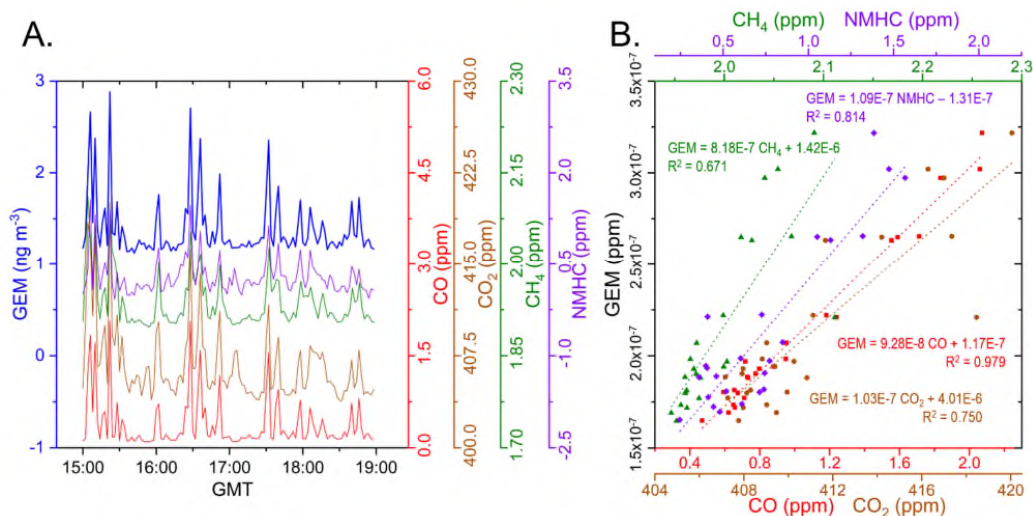 A.
GEM (ng m-3)
3
2
1
0
-1
15:00 16:00 17:00 18:00 19:00
GMT
6.0
4.5
3.0
1.5
0.0
CO (ppm)
430.0
422.5
415.0
407.5
400.0
CO2 (ppm)
2.30
2.15
2.00
1.85
1.70
CH4 (ppm)
3.5
2.0
0.5
-1.0
-2.5
NMHC (ppm)
B.
CH4 (ppm) NMHC (ppm)
0.5 1.0 1.5 2.0
2.0 2.1 2.2 2.3
GEM (ppm)
3.5x10-7
3.0x10-7
2.5x10-7
2.0x10-7
1.5x10-7
GEM = 1.09E-7 NMHC – 1.31E-7
R2 = 0.814
GEM = 8.18E-7 CH4 + 1.42E-6
R2 = 0.671
GEM = 9.28E-8 CO + 1.17E-7
R2 = 0.979
GEM = 1.03E-7 CO2 + 4.01E-6
R2 = 0.750
0.4 0.8 1.2 1.6 2.0
404 408 412 416 420
CO (ppm) CO2 (ppm)